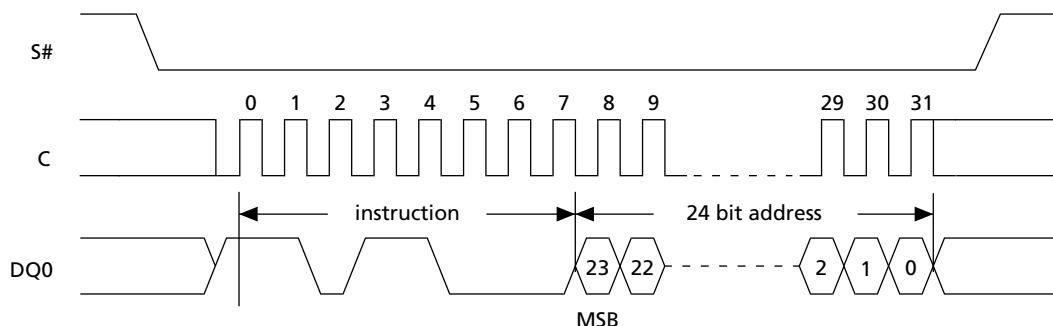 S#
0 1 2 3 4 5 6 7 8 9 29 30 31
C
instruction 24 bit address
DQ0 23 22 2 1 0
MSB